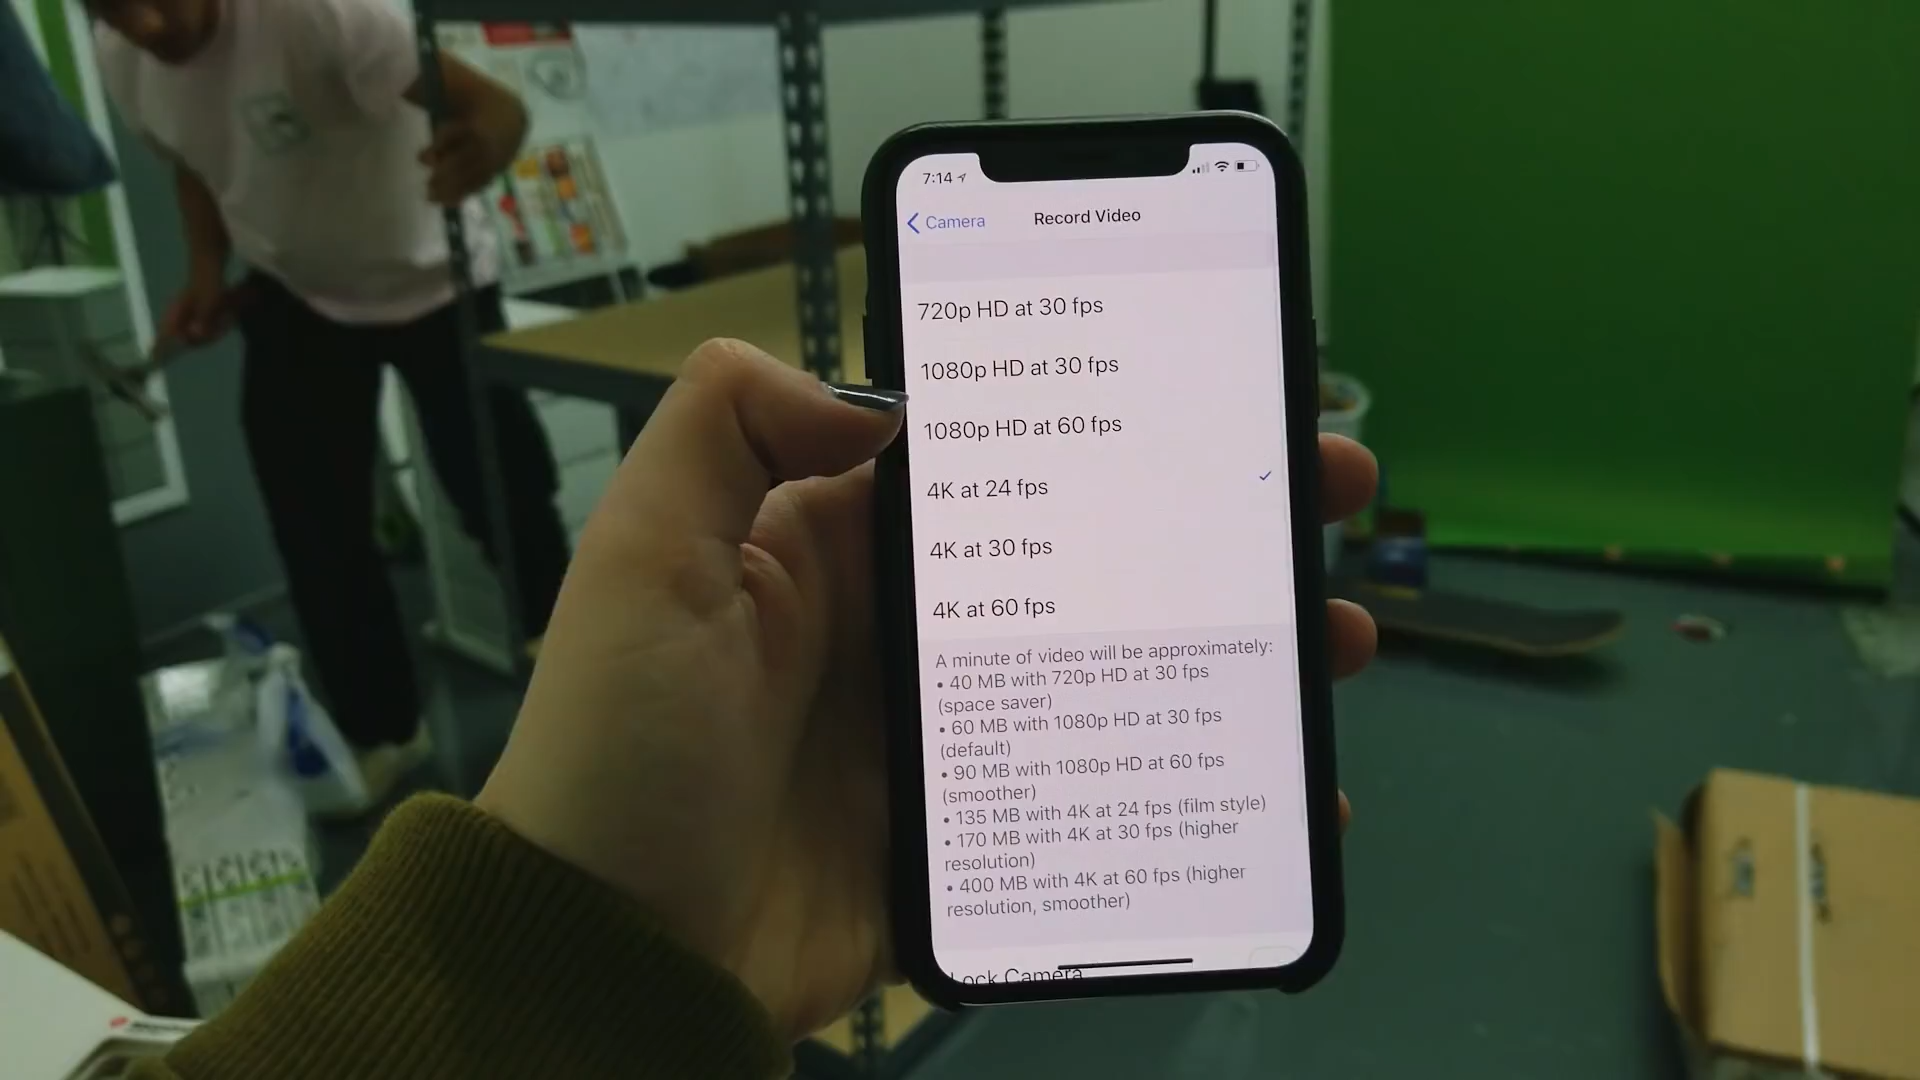 7:14
Camera
Record Video
720p HD at 30 fps
1080p HD at 30 fps
1080p HD at 60 fps
4K at 24 fps
4K at 30 fps
4K at 60 fps
A minute of video will be approximately:
• 40 MB with 720p HD at 30 fps
(space saver)
• 60 MB with 1080p HD at 30 fps
(default)
• 90 MB with 1080p HD at 60 fps
(smoother)
• 135 MB with 4K at 24 fps (film style)
• 170 MB with 4K at 30 fps (higher
resolution)
• 400 MB with 4K at 60 fps (higher
resolution, smoother)
Lock Camera